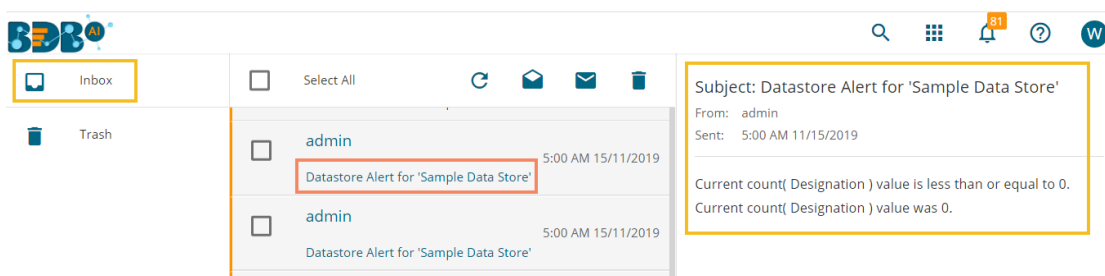 BDB AI
81
W
Inbox
Select All
Trash
admin
5:00 AM 15/11/2019
Datastore Alert for 'Sample Data Store'
admin
5:00 AM 15/11/2019
Datastore Alert for 'Sample Data Store'
Subject: Datastore Alert for 'Sample Data Store'
From: admin
Sent: 5:00 AM 11/15/2019
Current count( Designation ) value is less than or equal to 0.
Current count( Designation ) value was 0.